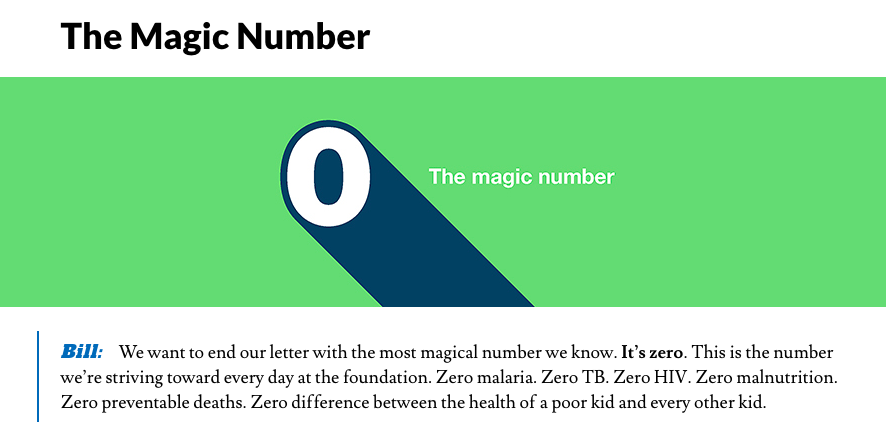 The Magic Number
0
The magic number
Bill: We want to end our letter with the most magical number we know. It’s zero. This is the number
we’re striving toward every day at the foundation. Zero malaria. Zero TB. Zero HIV. Zero malnutrition.
Zero preventable deaths. Zero difference between the health of a poor kid and every other kid.